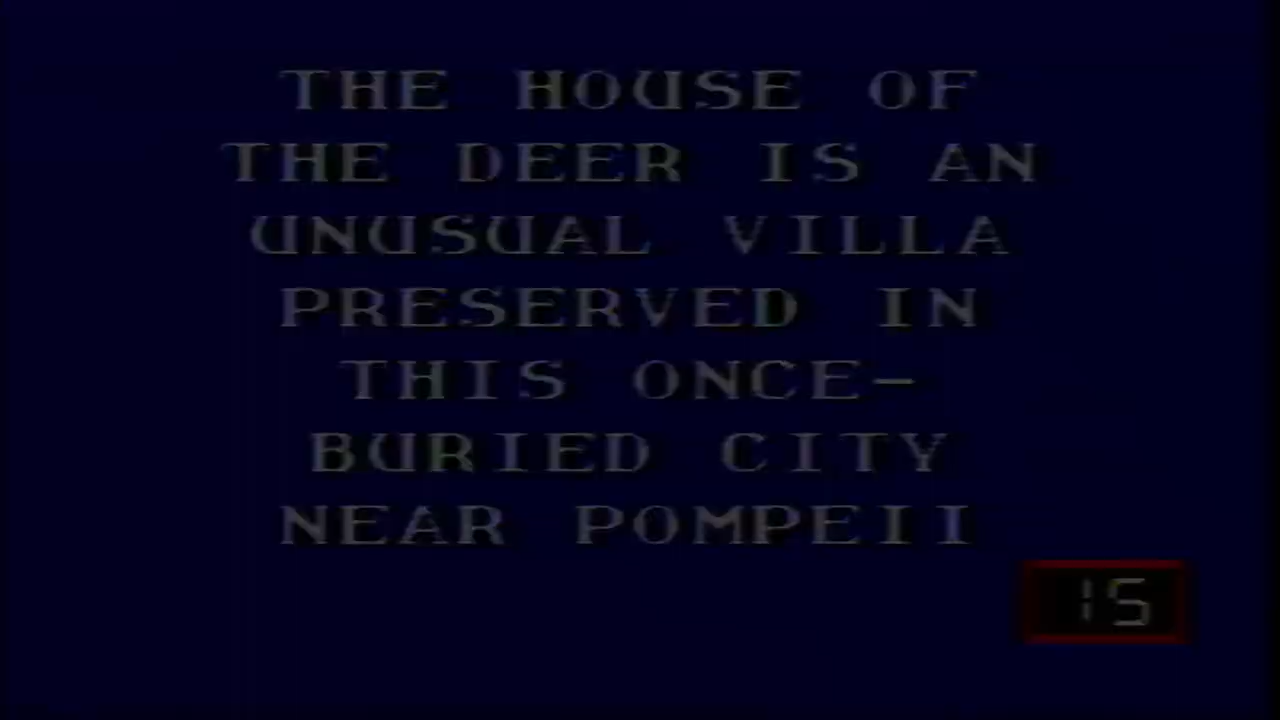 THE HOUSE OF
THE DEER IS AN
UNUSUAL VILLA
PRESERVED IN
THIS ONCE-
BURIED CITY
NEAR POMPEII
15